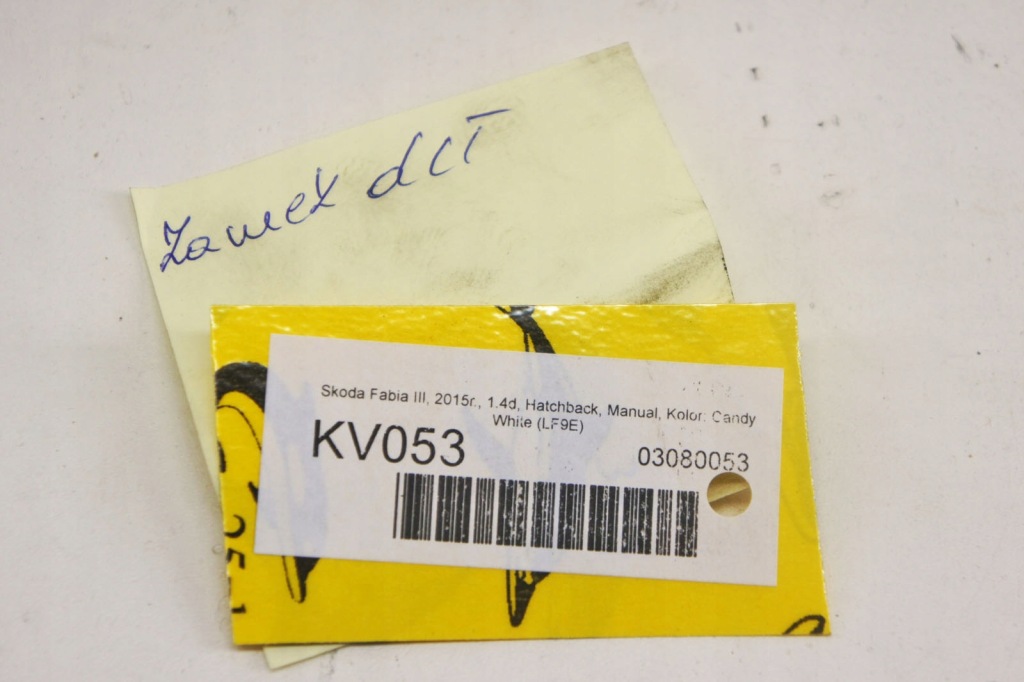 Zamek dcT
Skoda Fabia III, 2015r., 1.4d, Hatchback, Manual, Kolor: Candy
White (LF9E)
KV053
03080053